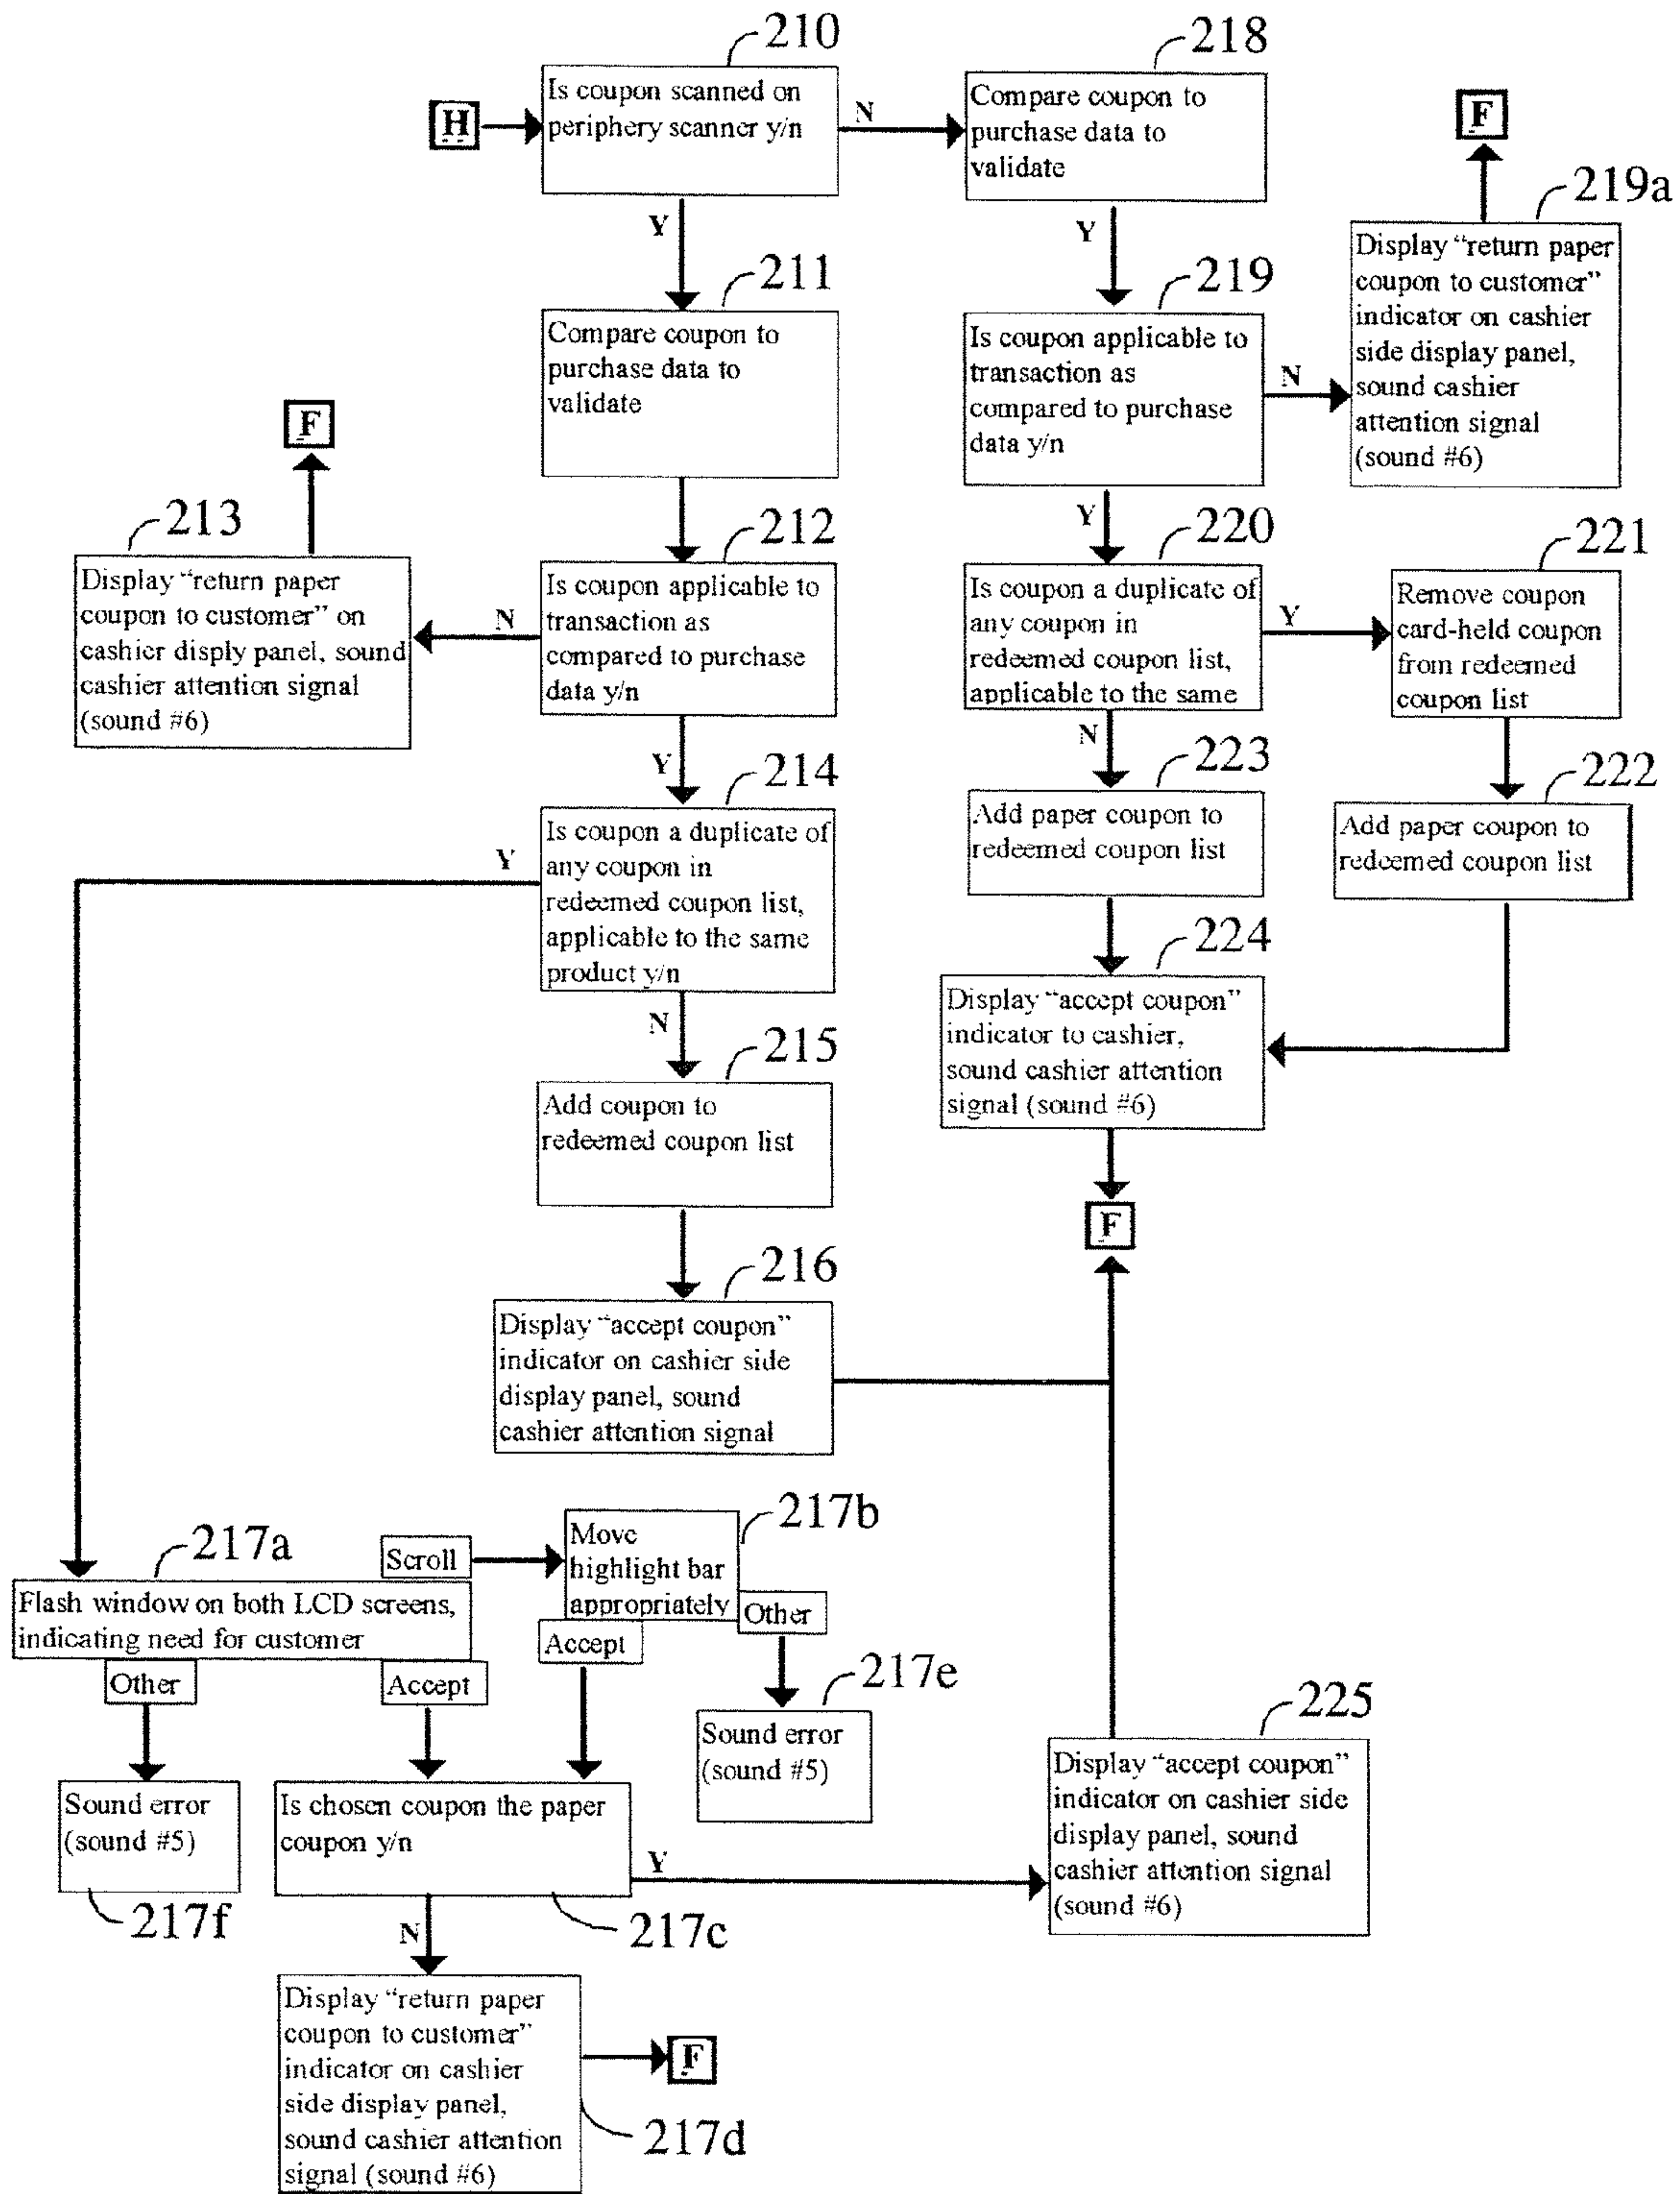 210
Is coupon scanned on
periphery scanner y/n
H
N
Y
218
Compare coupon to
purchase data to
validate
Y
F
219a
Display “return paper
coupon to customer”
indicator on cashier
side display panel,
sound cashier
attention signal
(sound #6)
211
Compare coupon to
purchase data to
validate
219
Is coupon applicable to
transaction as
compared to purchase
data y/n
N
Y
F
213
Display “return paper
coupon to customer” on
cashier disply panel, sound
cashier attention signal
(sound #6)
N
212
Is coupon applicable to
transaction as
compared to purchase
data y/n
Y
220
Is coupon a duplicate of
any coupon in
redeemed coupon list,
applicable to the same
Y
N
221
Remove coupon
card-held coupon
from redeemed
coupon list
214
Is coupon a duplicate of
any coupon in
redeemed coupon list,
applicable to the same
product y/n
Y
N
223
Add paper coupon to
redeemed coupon list
222
Add paper coupon to
redeemed coupon list
224
Display “accept coupon”
indicator to cashier,
sound cashier attention
signal (sound #6)
F
215
Add coupon to
redeemed coupon list
216
Display “accept coupon”
indicator on cashier side
display panel, sound
cashier attention signal
217a
Flash window on both LCD screens,
indicating need for customer
Scroll
Other
Accept
217b
Move
highlight bar
appropriately
Accept
Other
217e
Sound error
(sound #5)
Sound error
(sound #5)
217f
Is chosen coupon the paper
coupon y/n
217c
Y
N
225
Display “accept coupon”
indicator on cashier side
display panel, sound
cashier attention signal
(sound #6)
Display “return paper
coupon to customer”
indicator on cashier
side display panel,
sound cashier attention
signal (sound #6)
F
217d